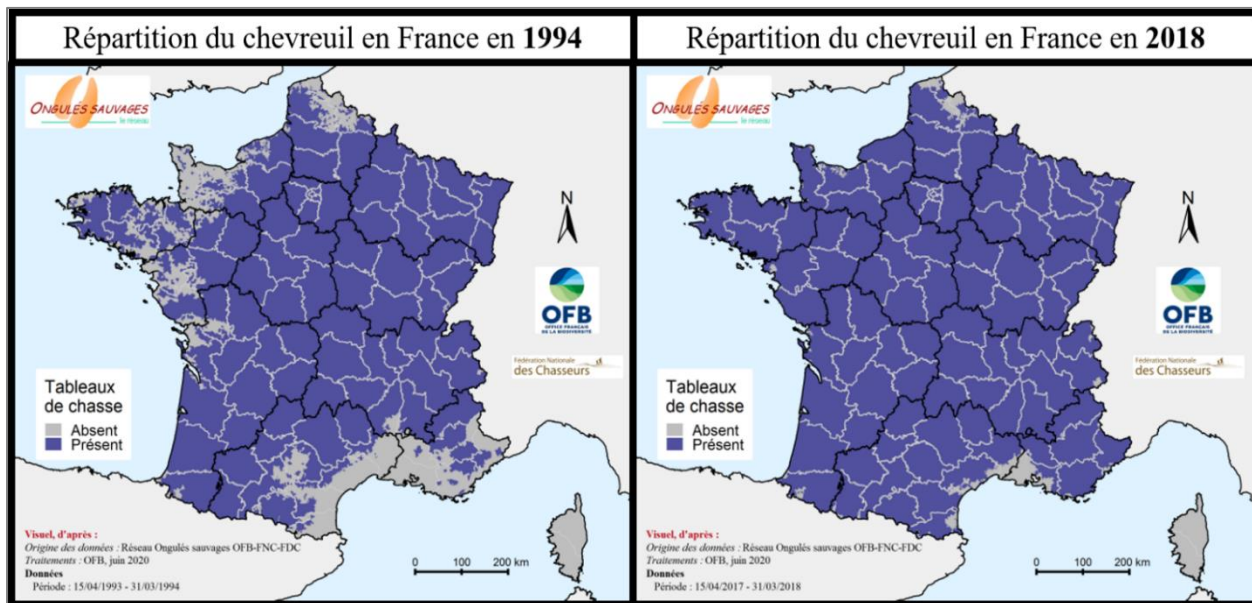 Répartition du chevreuil en France en 1994
ONGULÉS SAUVAGES
le réseau
N
OFB
OFFICE FRANÇAIS
DE LA BIODIVERSITÉ
Fédération Nationale
des Chasseurs
Tableaux
de chasse
Absent
Présent
Visuel, d'après :
Origine des données : Réseau Ongulés sauvages OFB-FNC-FDC
Traitements : OFB, juin 2020
Données
Période : 15/04/1993 - 31/03/1994
0 100 200 km
Répartition du chevreuil en France en 2018
ONGULÉS SAUVAGES
le réseau
N
OFB
OFFICE FRANÇAIS
DE LA BIODIVERSITÉ
Fédération Nationale
des Chasseurs
Tableaux
de chasse
Absent
Présent
Visuel, d'après :
Origine des données : Réseau Ongulés sauvages OFB-FNC-FDC
Traitements : OFB, juin 2020
Données
Période : 15/04/2017 - 31/03/2018
0 100 200 km